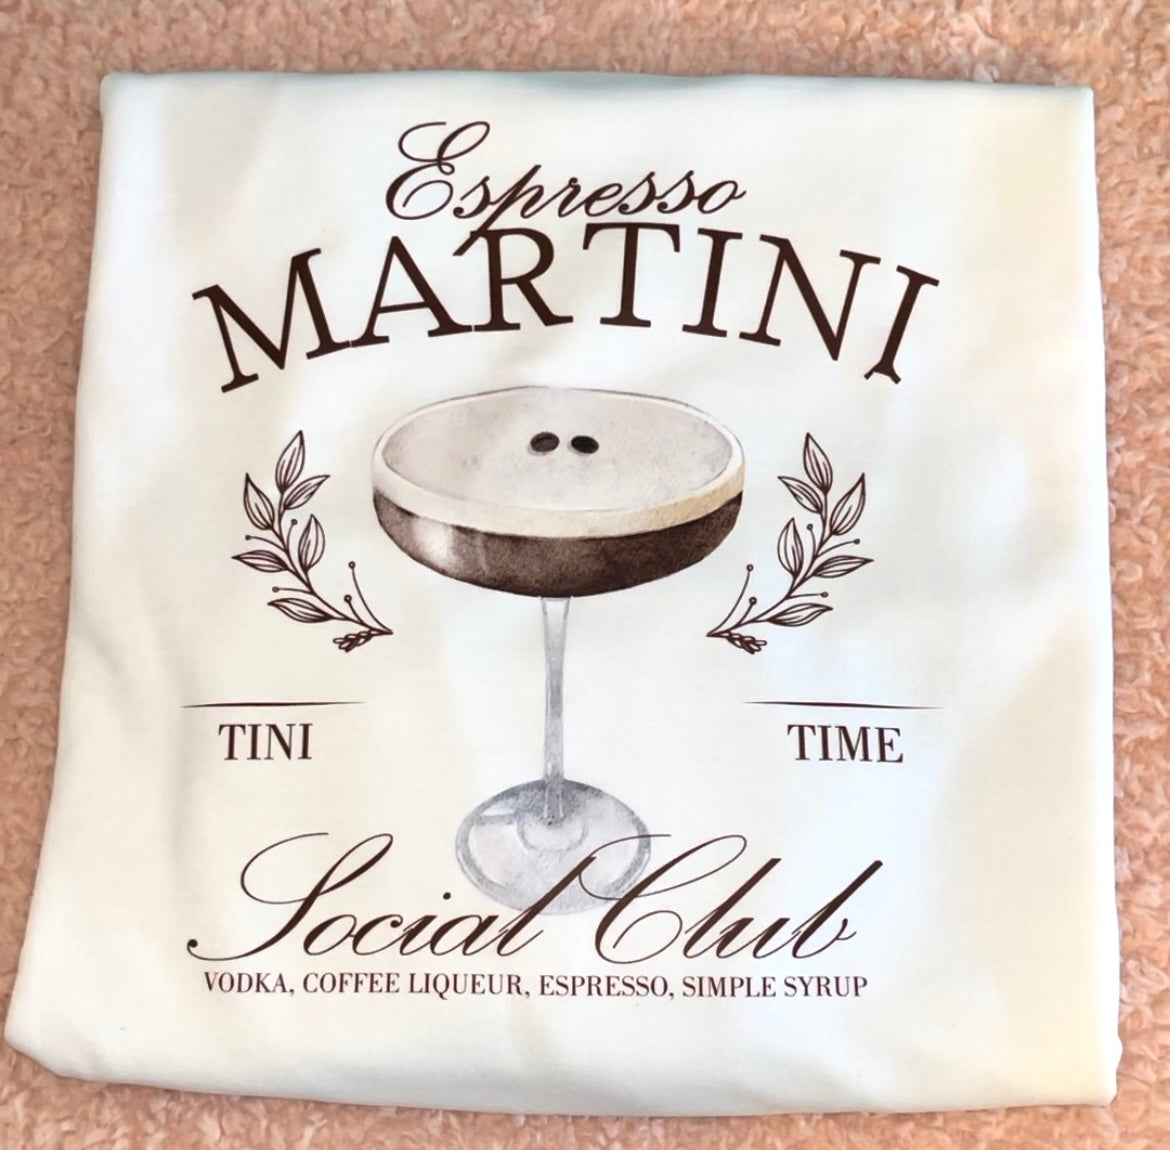 Espresso
MARTINI
TINI TIME
Social Club
VODKA, COFFEE LIQUEUR, ESPRESSO, SIMPLE SYRUP